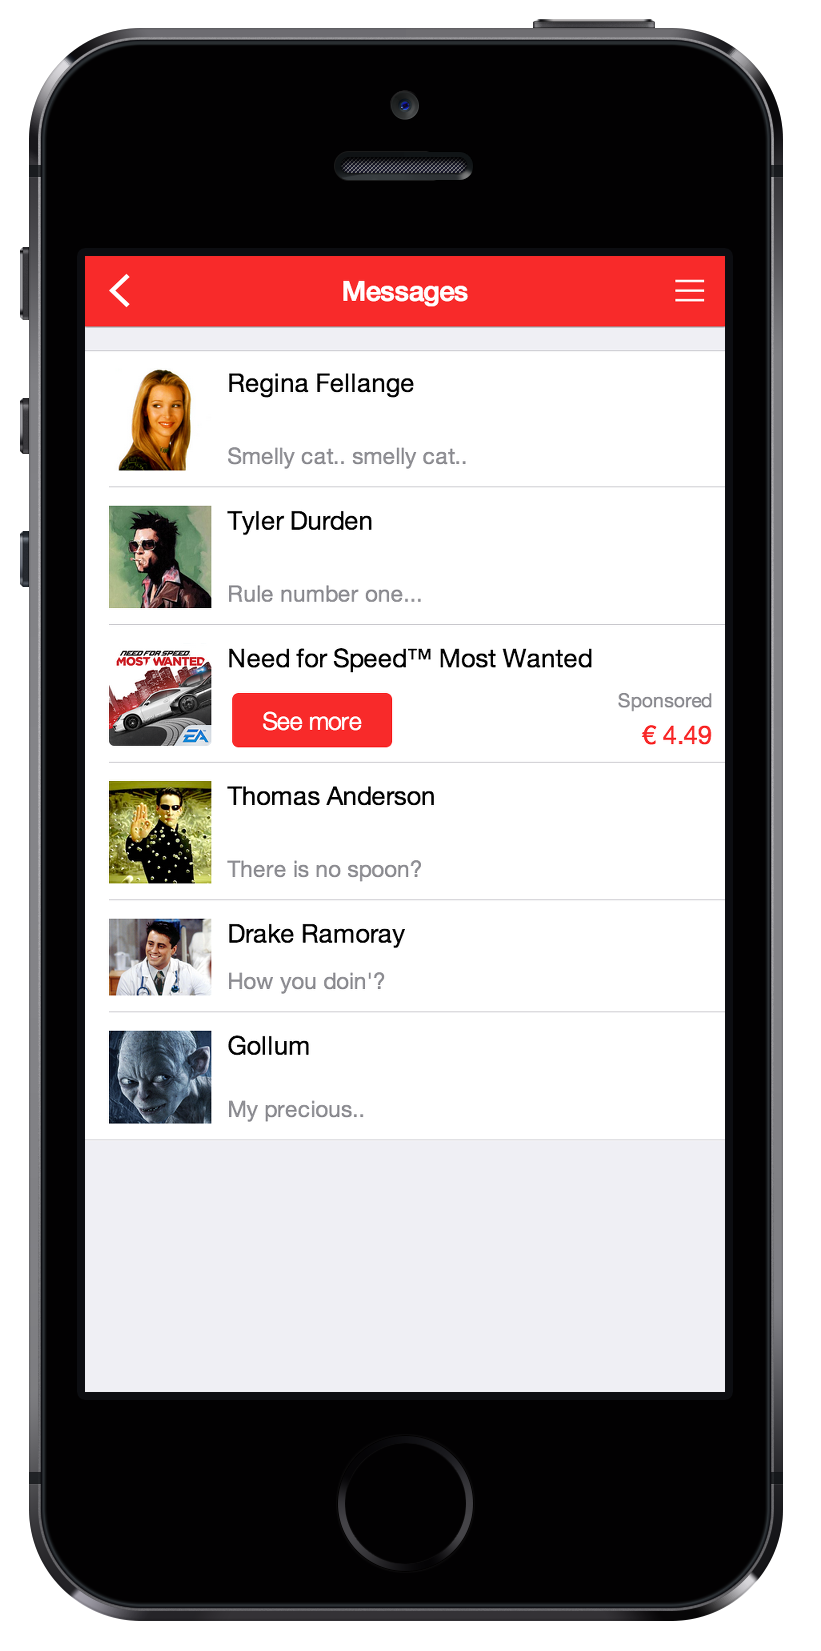 Messages
Regina Fellange
Smelly cat.. smelly cat..
Tyler Durden
Rule number one...
NEED FOR SPEED
MOST WANTED
EA
Need for Speed™ Most Wanted
See more
Sponsored
€ 4.49
Thomas Anderson
There is no spoon?
Drake Ramoray
How you doin'?
Gollum
My precious..